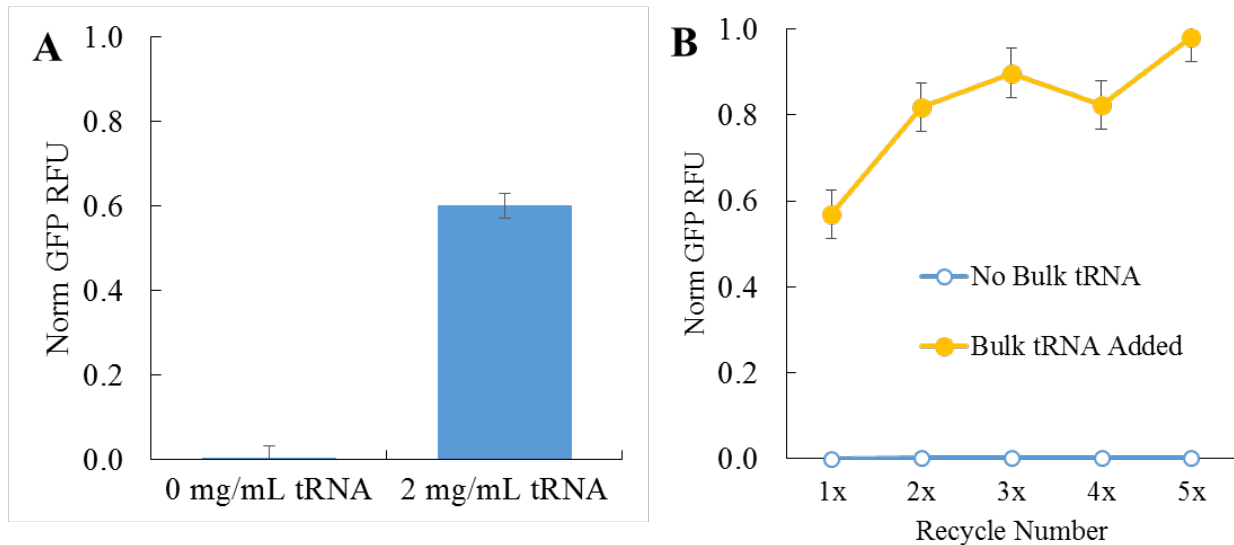 A
1.0
0.8
0.6
0.4
0.2
0.0
Norm GFP RFU
0 mg/mL tRNA
2 mg/mL tRNA
B
1.0
0.8
0.6
0.4
0.2
0.0
Norm GFP RFU
No Bulk tRNA
Bulk tRNA Added
1x 2x 3x 4x 5x
Recycle Number